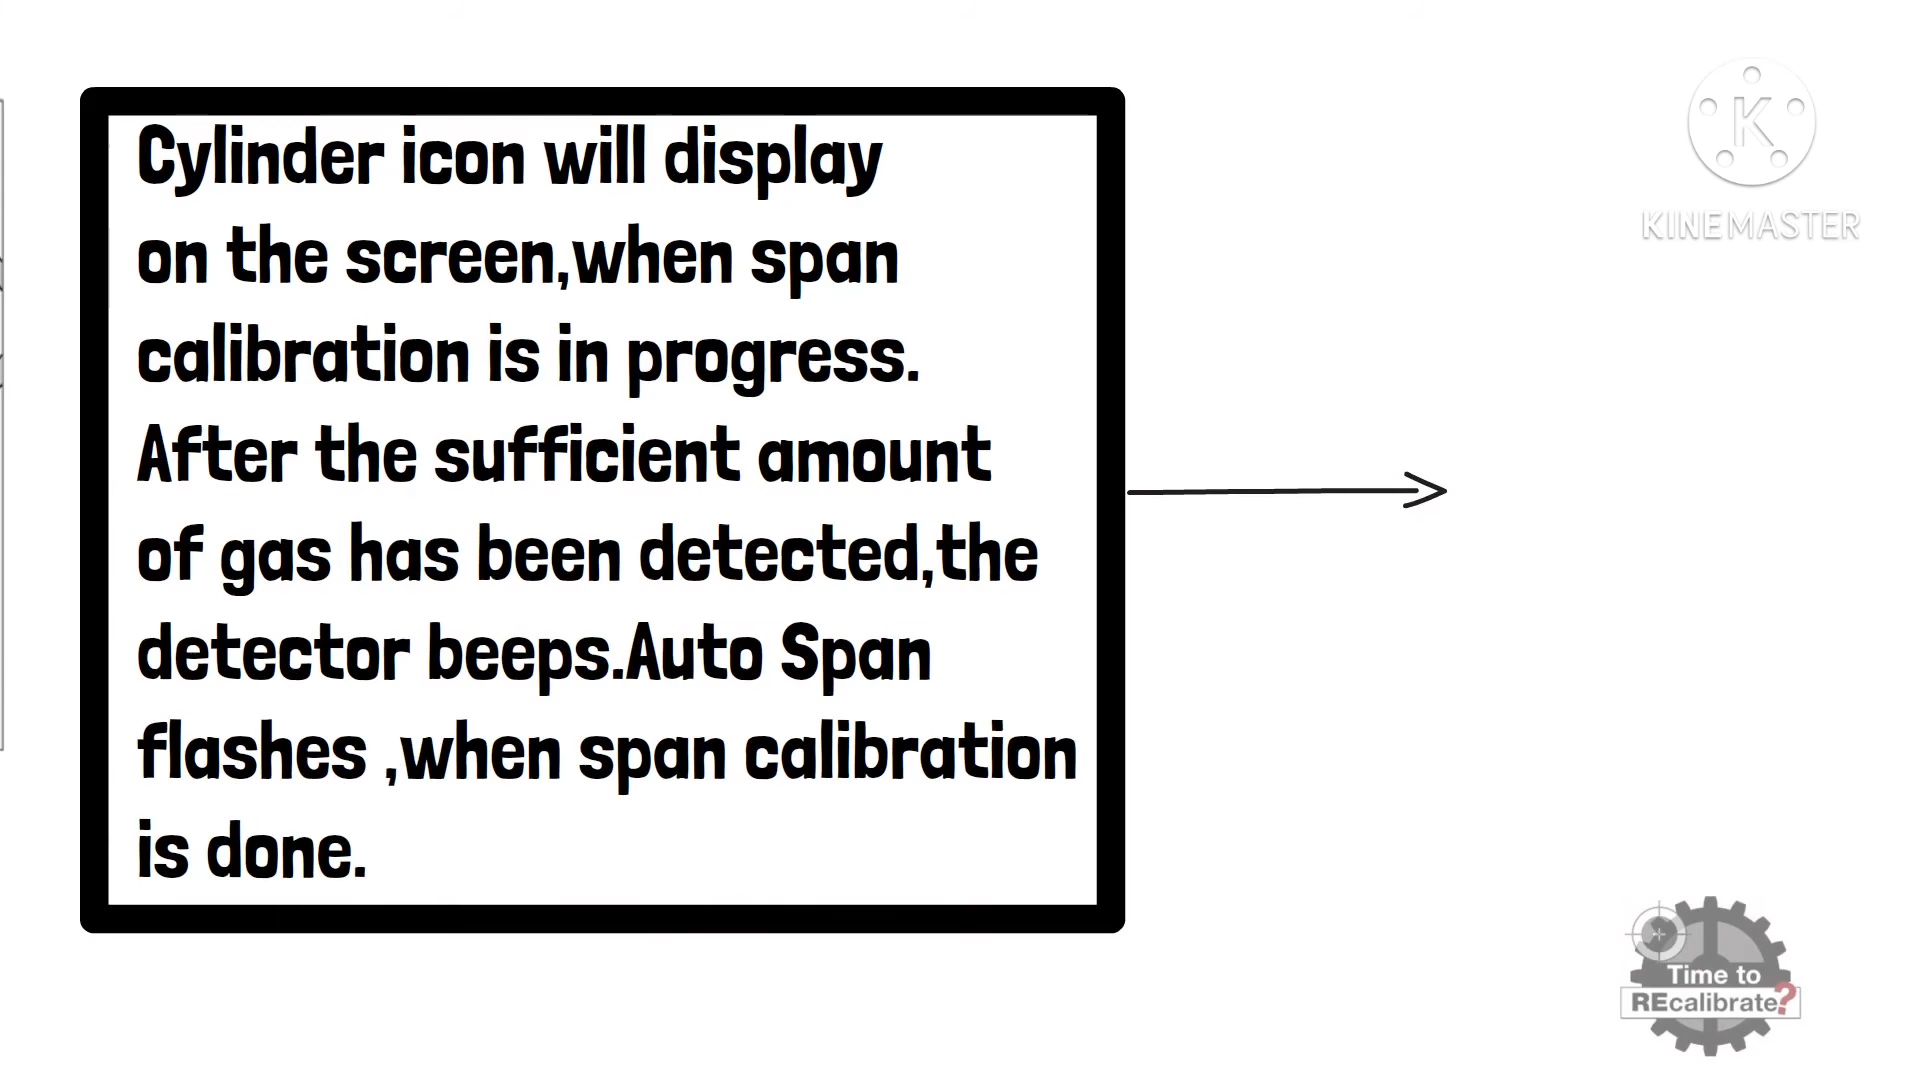 Cylinder icon will display
on the screen,when span
calibration is in progress.
After the sufficient amount
of gas has been detected,the
detector beeps.Auto Span
flashes ,when span calibration
is done.
K
KINEMASTER
Time to
REcalibrate?